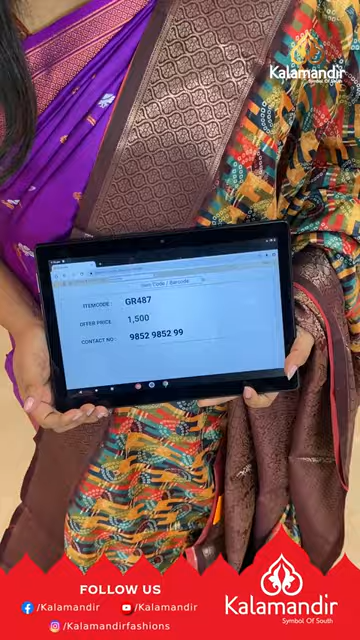 Kalamandir
Symbol Of South
Item Code / Barcode
ITEMCODE : GR487
OFFER PRICE 1,500
CONTACT NO : 9852 9852 99
FOLLOW US
/Kalamandir /Kalamandir
/Kalamandirfashions
Kalamandir
Symbol Of South